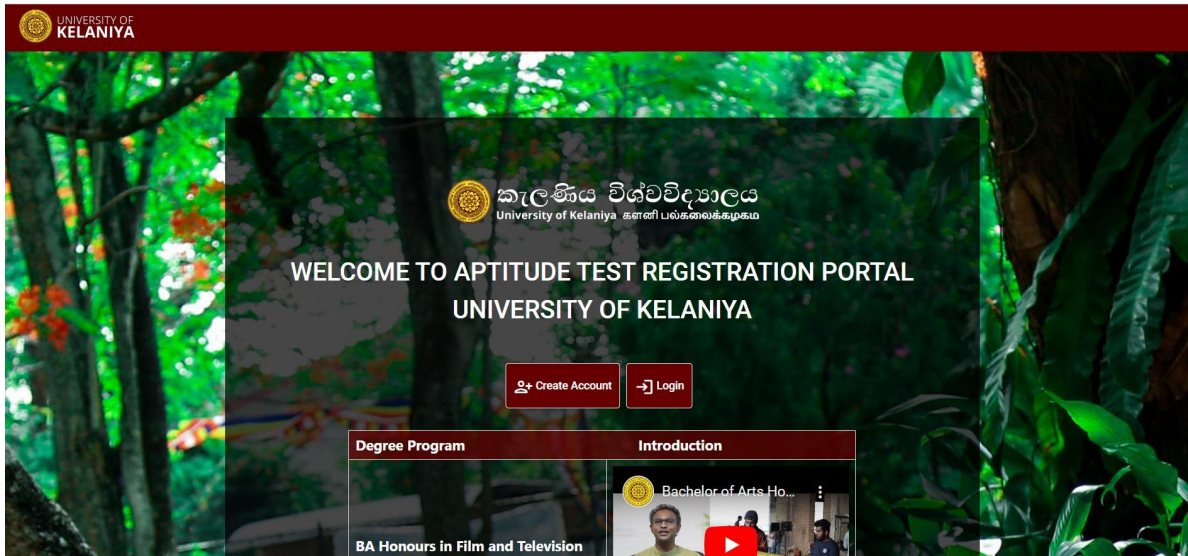 UNIVERSITY OF
KELANIYA
කැලණිය විශ්වවිද්‍යාලය
University of Kelaniya களனி பல்கலைக்கழகம்
WELCOME TO APTITUDE TEST REGISTRATION PORTAL
UNIVERSITY OF KELANIYA
Create Account
Login
Degree Program
Introduction
Bachelor of Arts Ho...
BA Honours in Film and Television